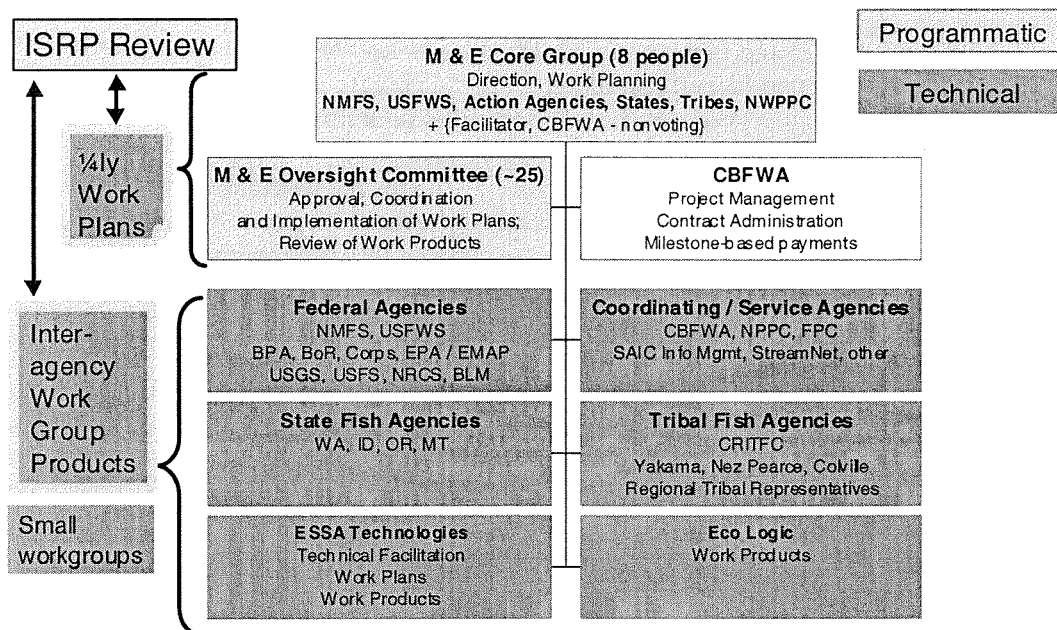 ISRP Review
Programmatic
Technical
M & E Core Group (8 people)
Direction, Work Planning
NMFS, USFWS, Action Agencies, States, Tribes, NWPPC
+ {Facilitator, CBFWA - nonvoting}
¼ly
Work
Plans
M & E Oversight Committee (~25)
Approval, Coordination
and Implementation of Work Plans;
Review of Work Products
CBFWA
Project Management
Contract Administration
Milestone-based payments
Inter-
agency
Work
Group
Products
Small
workgroups
Federal Agencies
NMFS, USFWS
BPA, BoR, Corps, EPA / EMAP
USGS, USFS, NRCS, BLM
Coordinating / Service Agencies
CBFWA, NPPC, FPC
SAIC Info Mgmt, StreamNet, other
State Fish Agencies
WA, ID, OR, MT
Tribal Fish Agencies
CRITFC
Yakama, Nez Pearce, Colville
Regional Tribal Representatives
ESSA Technologies
Technical Facilitation
Work Plans
Work Products
Eco Logic
Work Products